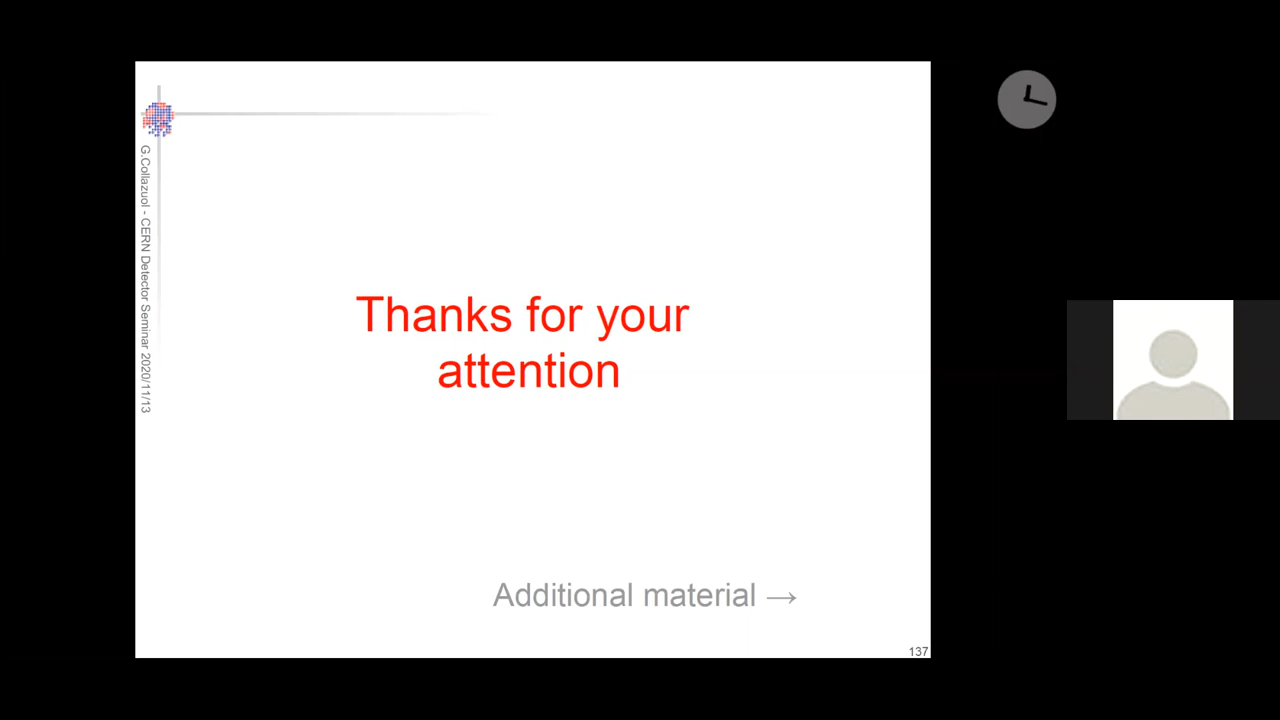 G.Collazuol - CERN Detector Seminar 2020/11/13
Thanks for your
attention
Additional material →
137